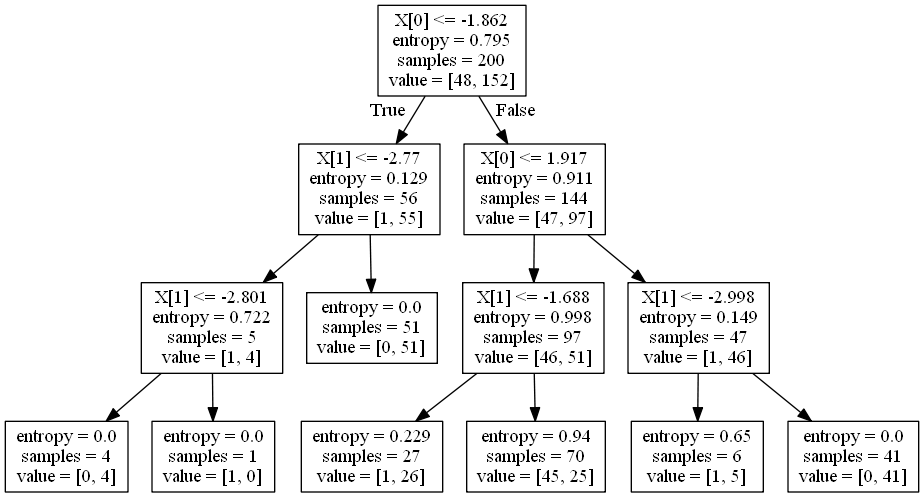 X[0] <= -1.862
entropy = 0.795
samples = 200
value = [48, 152]
True
False
X[1] <= -2.77
entropy = 0.129
samples = 56
value = [1, 55]
X[0] <= 1.917
entropy = 0.911
samples = 144
value = [47, 97]
X[1] <= -2.801
entropy = 0.722
samples = 5
value = [1, 4]
entropy = 0.0
samples = 51
value = [0, 51]
X[1] <= -1.688
entropy = 0.998
samples = 97
value = [46, 51]
X[1] <= -2.998
entropy = 0.149
samples = 47
value = [1, 46]
entropy = 0.0
samples = 4
value = [0, 4]
entropy = 0.0
samples = 1
value = [1, 0]
entropy = 0.229
samples = 27
value = [1, 26]
entropy = 0.94
samples = 70
value = [45, 25]
entropy = 0.65
samples = 6
value = [1, 5]
entropy = 0.0
samples = 41
value = [0, 41]